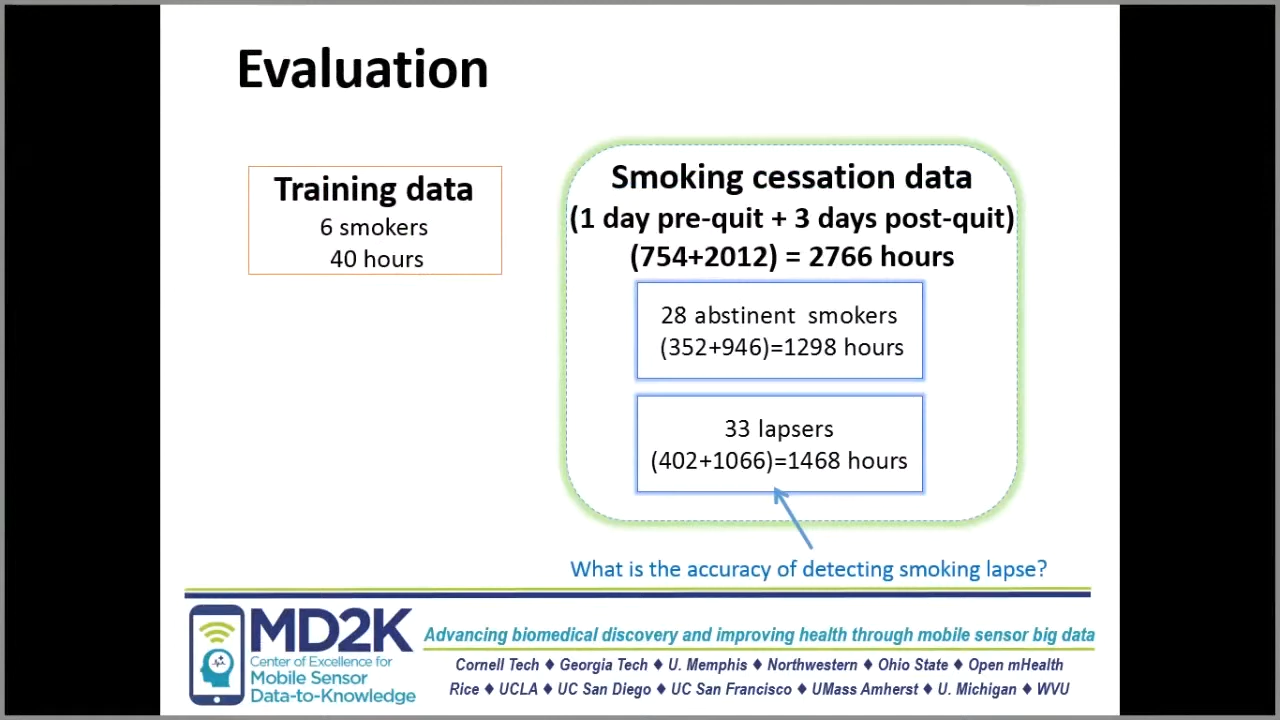 Evaluation
Training data
6 smokers
40 hours
Smoking cessation data
(1 day pre-quit + 3 days post-quit)
(754+2012) = 2766 hours
28 abstinent smokers
(352+946)=1298 hours
33 lapsers
(402+1066)=1468 hours
What is the accuracy of detecting smoking lapse?
MD2K
Center of Excellence for
Mobile Sensor
Data-to-Knowledge
Advancing biomedical discovery and improving health through mobile sensor big data
Cornell Tech ♦ Georgia Tech ♦ U. Memphis ♦ Northwestern ♦ Ohio State ♦ Open mHealth
Rice ♦ UCLA ♦ UC San Diego ♦ UC San Francisco ♦ UMass Amherst ♦ U. Michigan ♦ WVU